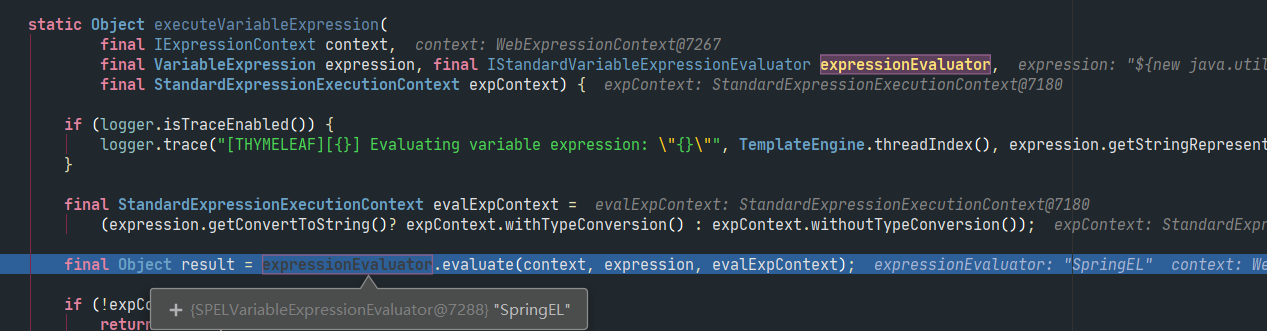 static Object executeVariableExpression(
final IExpressionContext context,  context: WebExpressionContext@7267
final VariableExpression expression, final IStandardVariableExpressionEvaluator expressionEvaluator,  expression: "${new java.util
final StandardExpressionExecutionContext expContext) {  expContext: StandardExpressionExecutionContext@7180
if (logger.isTraceEnabled()) {
logger.trace("[THYMELEAF][{}] Evaluating variable expression: \"{}\"", TemplateEngine.threadIndex(), expression.getStringRepresent
}
final StandardExpressionExecutionContext evalExpContext =  evalExpContext: StandardExpressionExecutionContext@7180
(expression.getConvertToString()? expContext.withTypeConversion() : expContext.withoutTypeConversion());  expContext: StandardExpr
final Object result = expressionEvaluator.evaluate(context, expression, evalExpContext);  expressionEvaluator: "SpringEL"  context: We
if (!expCo
{SPELVariableExpressionEvaluator@7288} "SpringEL"
return